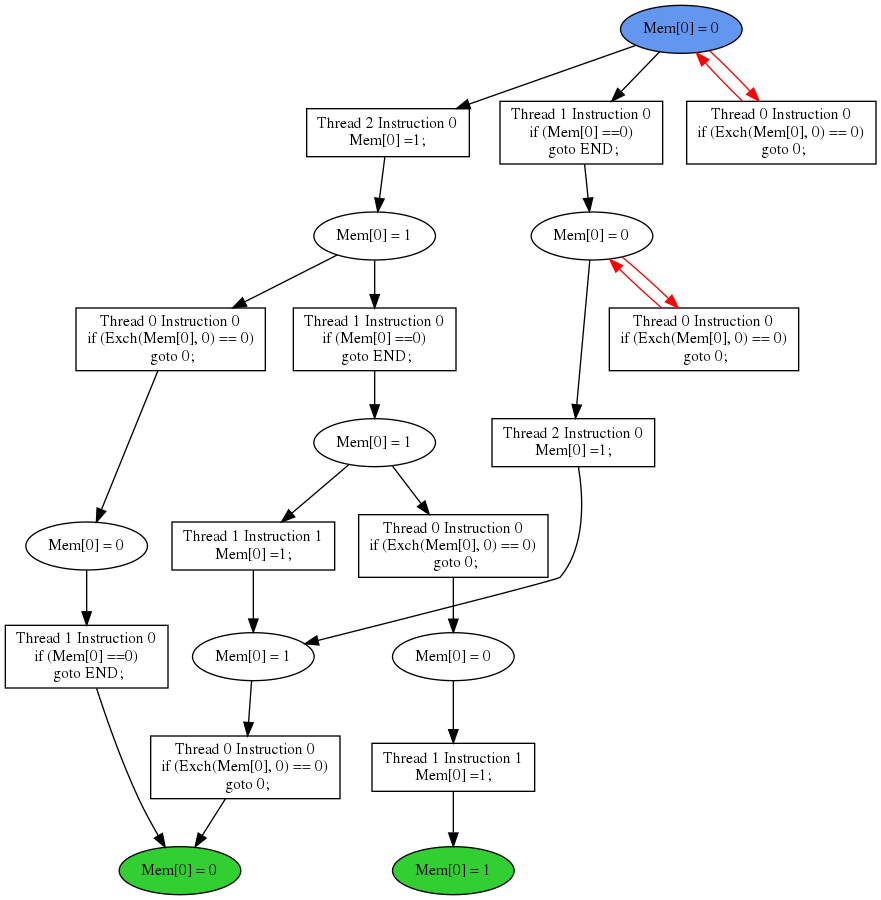 Mem[0] = 0
Thread 2 Instruction 0
Mem[0] =1;
Thread 1 Instruction 0
if (Mem[0] ==0)
goto END;
Thread 0 Instruction 0
if (Exch(Mem[0], 0) == 0)
goto 0;
Mem[0] = 1
Mem[0] = 0
Thread 0 Instruction 0
if (Exch(Mem[0], 0) == 0)
goto 0;
Thread 1 Instruction 0
if (Mem[0] ==0)
goto END;
Thread 0 Instruction 0
if (Exch(Mem[0], 0) == 0)
goto 0;
Mem[0] = 1
Thread 2 Instruction 0
Mem[0] =1;
Mem[0] = 0
Thread 1 Instruction 1
Mem[0] =1;
Thread 0 Instruction 0
if (Exch(Mem[0], 0) == 0)
goto 0;
Thread 1 Instruction 0
if (Mem[0] ==0)
goto END;
Mem[0] = 1
Mem[0] = 0
Thread 0 Instruction 0
if (Exch(Mem[0], 0) == 0)
goto 0;
Thread 1 Instruction 1
Mem[0] =1;
Mem[0] = 0
Mem[0] = 1